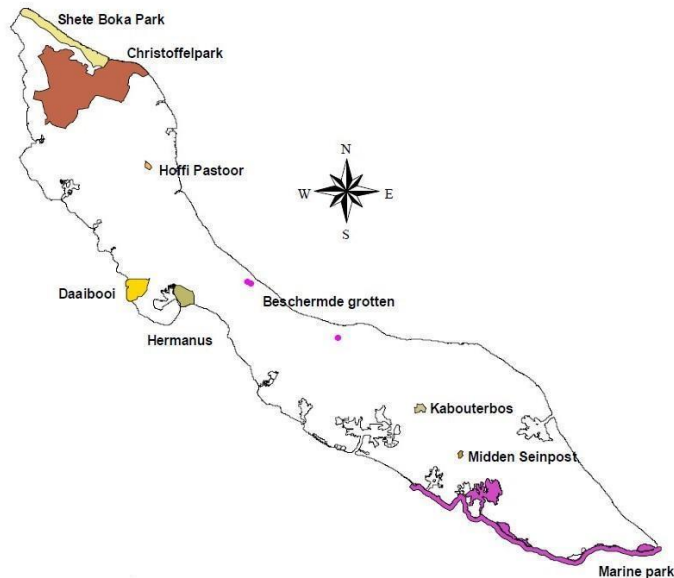 Shete Boka Park
Christoffelpark
Hoffi Pastoor
N
W
E
S
Daaibooi
Beschermde grotten
Hermanus
Kabouterbos
Midden Seinpost
Marine park